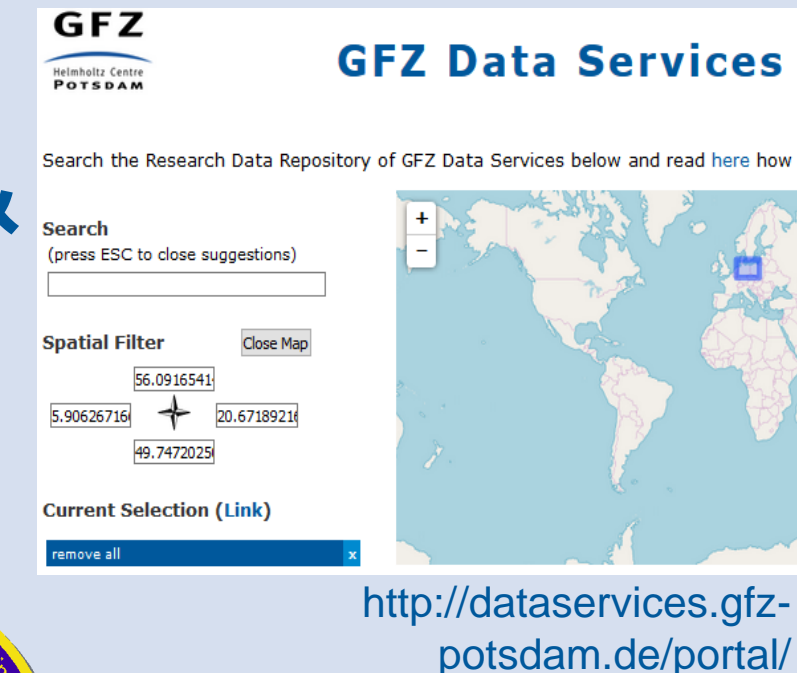 GFZ
Helmholtz Centre
POTSDAM
GFZ Data Services
Search the Research Data Repository of GFZ Data Services below and read here how
Search
(press ESC to close suggestions)
+
−
Spatial Filter
Close Map
56.0916541
5.90626716
20.6718921
49.7472025
Current Selection (Link)
remove all
x
http://dataservices.gfz-
potsdam.de/portal/